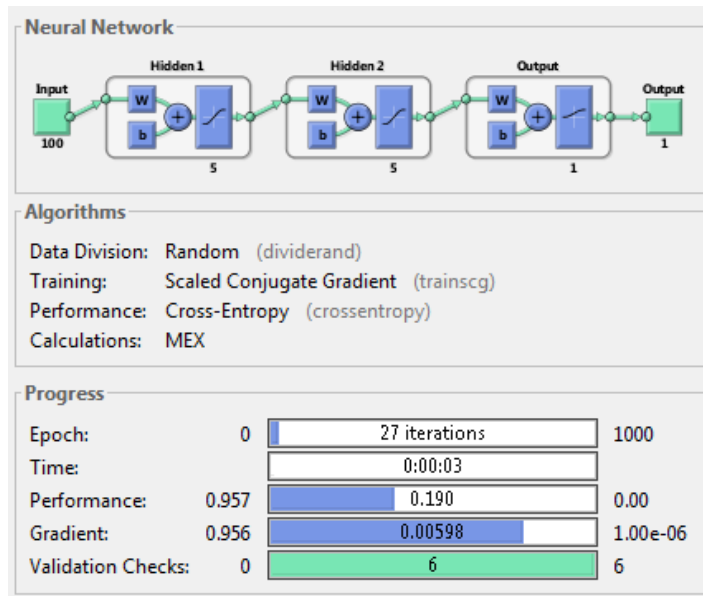 Neural Network
Hidden 1 Hidden 2 Output
Input Output
W W W
+ + +
b b b
100 1
5 5 1
Algorithms
Data Division: Random (dividerand)
Training: Scaled Conjugate Gradient (trainscg)
Performance: Cross-Entropy (crossentropy)
Calculations: MEX
Progress
Epoch: 0 27 iterations 1000
Time: 0:00:03
Performance: 0.957 0.190 0.00
Gradient: 0.956 0.00598 1.00e-06
Validation Checks: 0 6 6